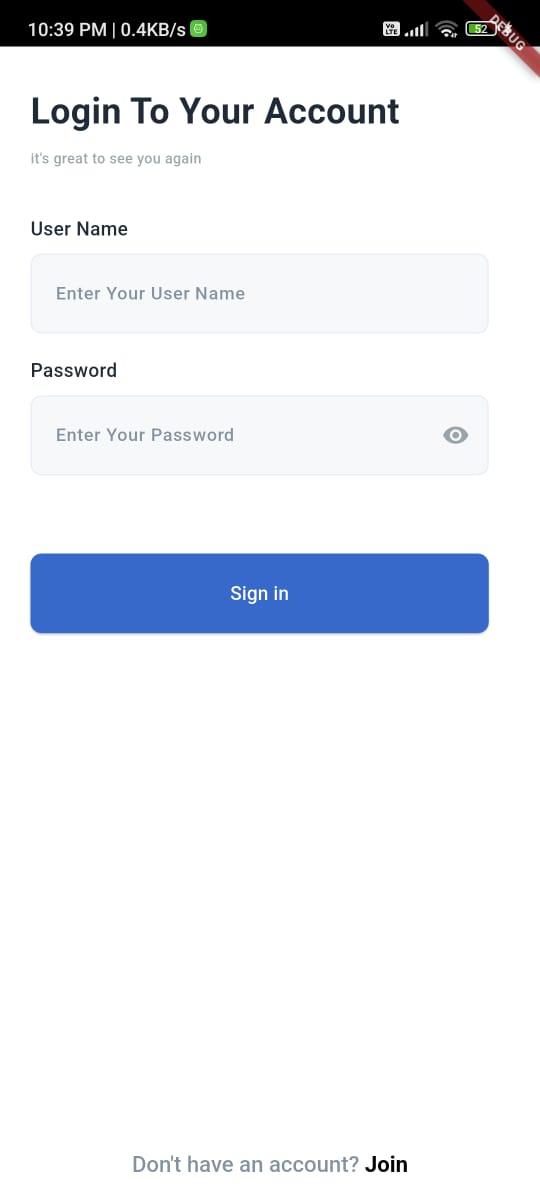 10:39 PM | 0.4KB/s
Vo LTE
52
DEBUG
Login To Your Account
it's great to see you again
User Name
Enter Your User Name
Password
Enter Your Password
Sign in
Don't have an account? Join